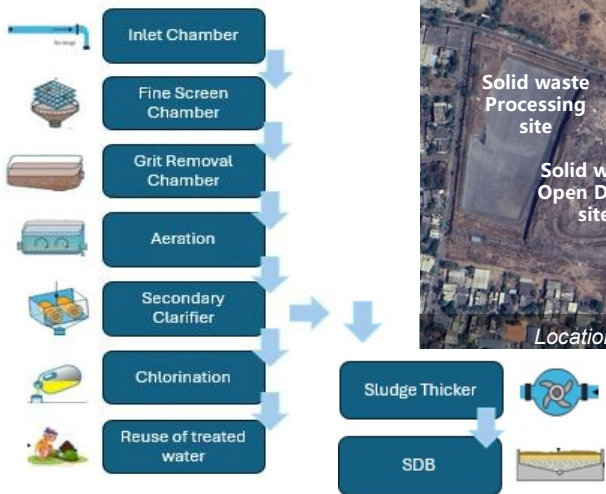 Inlet Chamber
Fine Screen
Chamber
Grit Removal
Chamber
Aeration
Secondary
Clarifier
Chlorination
Reuse of treated
water
Sludge Thicker
SDB
Solid waste
Processing
site
Solid w
Open D
site
Location